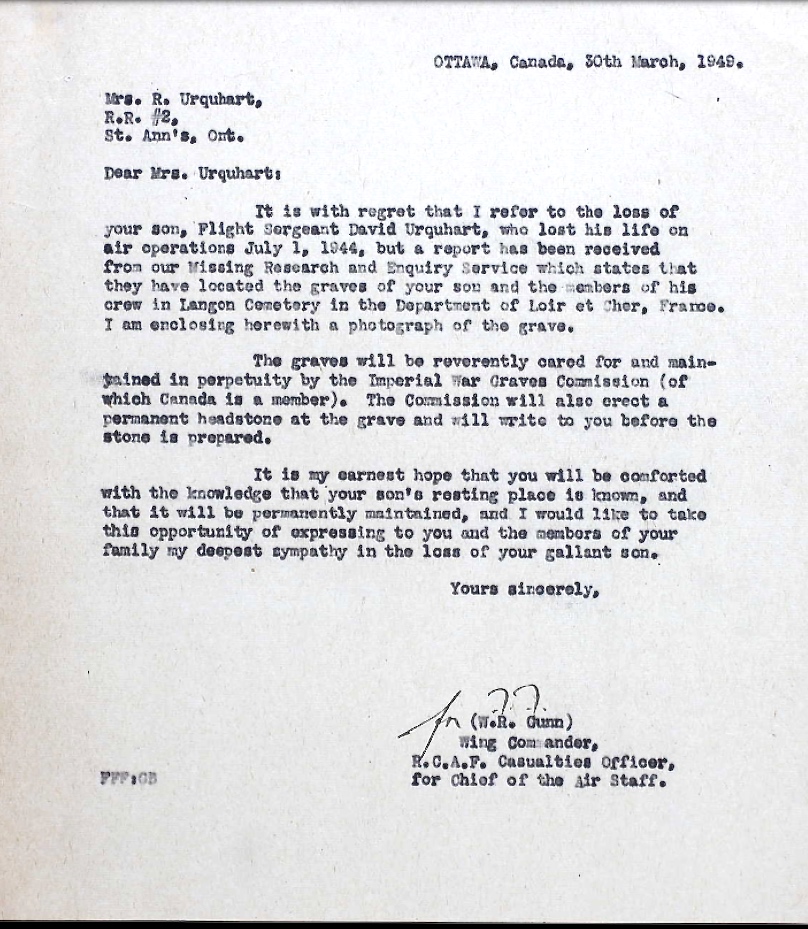 OTTAWA, Canada, 30th March, 1949.
Mrs. R. Urquhart,
R.R. #2,
St. Ann's, Ont.
Dear Mrs. Urquhart:
It is with regret that I refer to the loss of
your son, Flight Sergeant David Urquhart, who lost his life on
air operations July 1, 1944, but a report has been received
from our Missing Research and Enquiry Service which states that
they have located the graves of your son and the members of his
crew in Langon Cemetery in the Department of Loir et Cher, France.
I am enclosing herewith a photograph of the grave.
The graves will be reverently cared for and main-
tained in perpetuity by the Imperial War Graves Commission (of
which Canada is a member). The Commission will also erect a
permanent headstone at the grave and will write to you before the
stone is prepared.
It is my earnest hope that you will be comforted
with the knowledge that your son's resting place is known, and
that it will be permanently maintained, and I would like to take
this opportunity of expressing to you and the members of your
family my deepest sympathy in the loss of your gallant son.
Yours sincerely,
for (W.R. Gunn)
Wing Commander,
R.C.A.F. Casualties Officer,
for Chief of the Air Staff.
FFF:GB